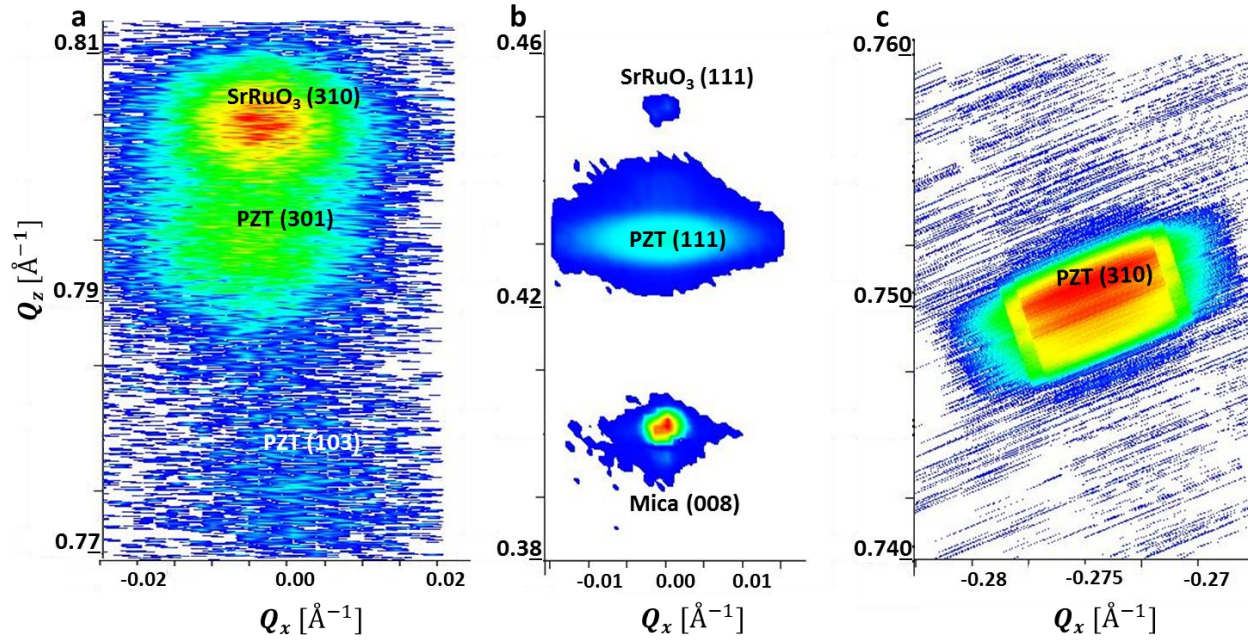 a
0.81
SrRuO₃ (310)
PZT (301)
0.79
PZT (103)
0.77
-0.02
0.00
0.02
Qz [Å⁻¹]
Qx [Å⁻¹]
b
0.46
SrRuO₃ (111)
PZT (111)
0.42
Mica (008)
0.38
-0.01
0.00
0.01
Qx [Å⁻¹]
c
0.760
PZT (310)
0.750
0.740
-0.28
-0.275
-0.27
Qx [Å⁻¹]